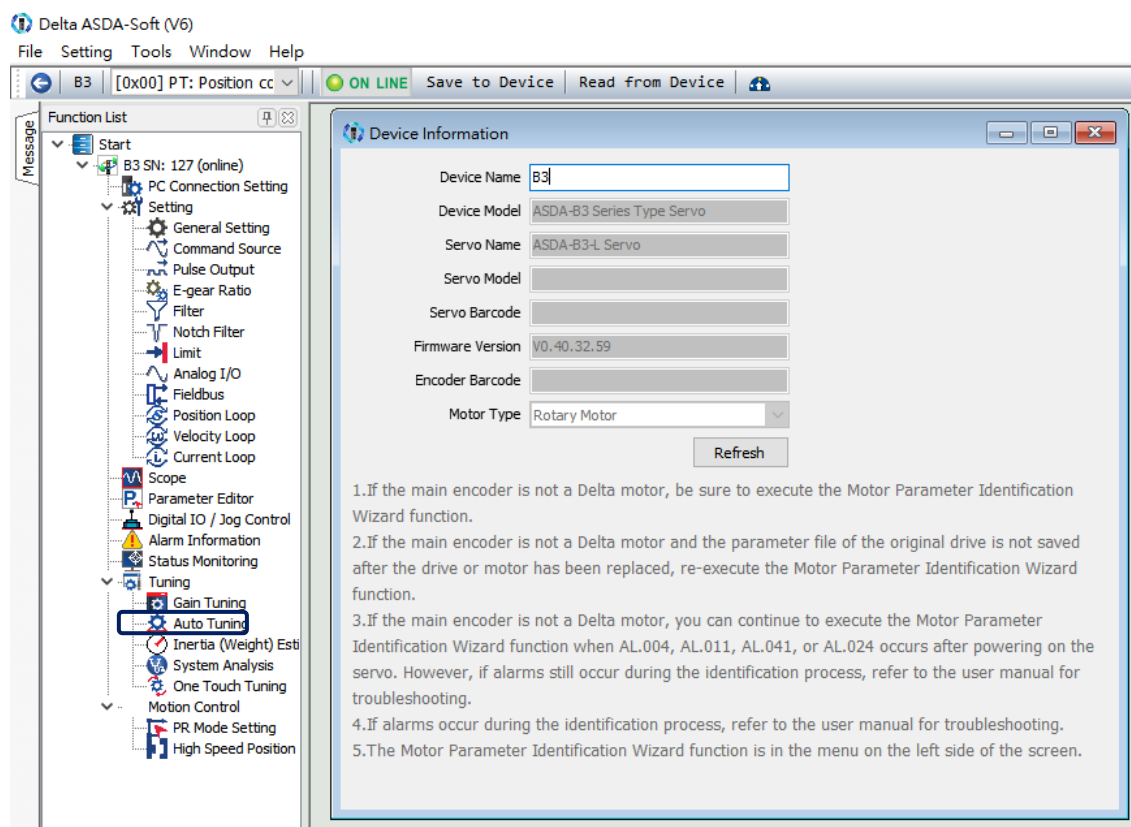 Delta ASDA-Soft (V6)
File Setting Tools Window Help
B3 [0x00] PT: Position cc ON LINE Save to Device Read from Device
Message
Function List
Start
B3 SN: 127 (online)
PC Connection Setting
Setting
General Setting
Command Source
Pulse Output
E-gear Ratio
Filter
Notch Filter
Limit
Analog I/O
Fieldbus
Position Loop
Velocity Loop
Current Loop
Scope
Parameter Editor
Digital IO / Jog Control
Alarm Information
Status Monitoring
Tuning
Gain Tuning
Auto Tuning
Inertia (Weight) Esti
System Analysis
One Touch Tuning
Motion Control
PR Mode Setting
High Speed Position
Device Information
Device Name B3
Device Model ASDA-B3 Series Type Servo
Servo Name ASDA-B3-L Servo
Servo Model
Servo Barcode
Firmware Version V0.40.32.59
Encoder Barcode
Motor Type Rotary Motor
Refresh
1.If the main encoder is not a Delta motor, be sure to execute the Motor Parameter Identification
Wizard function.
2.If the main encoder is not a Delta motor and the parameter file of the original drive is not saved
after the drive or motor has been replaced, re-execute the Motor Parameter Identification Wizard
function.
3.If the main encoder is not a Delta motor, you can continue to execute the Motor Parameter
Identification Wizard function when AL.004, AL.011, AL.041, or AL.024 occurs after powering on the
servo. However, if alarms still occur during the identification process, refer to the user manual for
troubleshooting.
4.If alarms occur during the identification process, refer to the user manual for troubleshooting.
5.The Motor Parameter Identification Wizard function is in the menu on the left side of the screen.